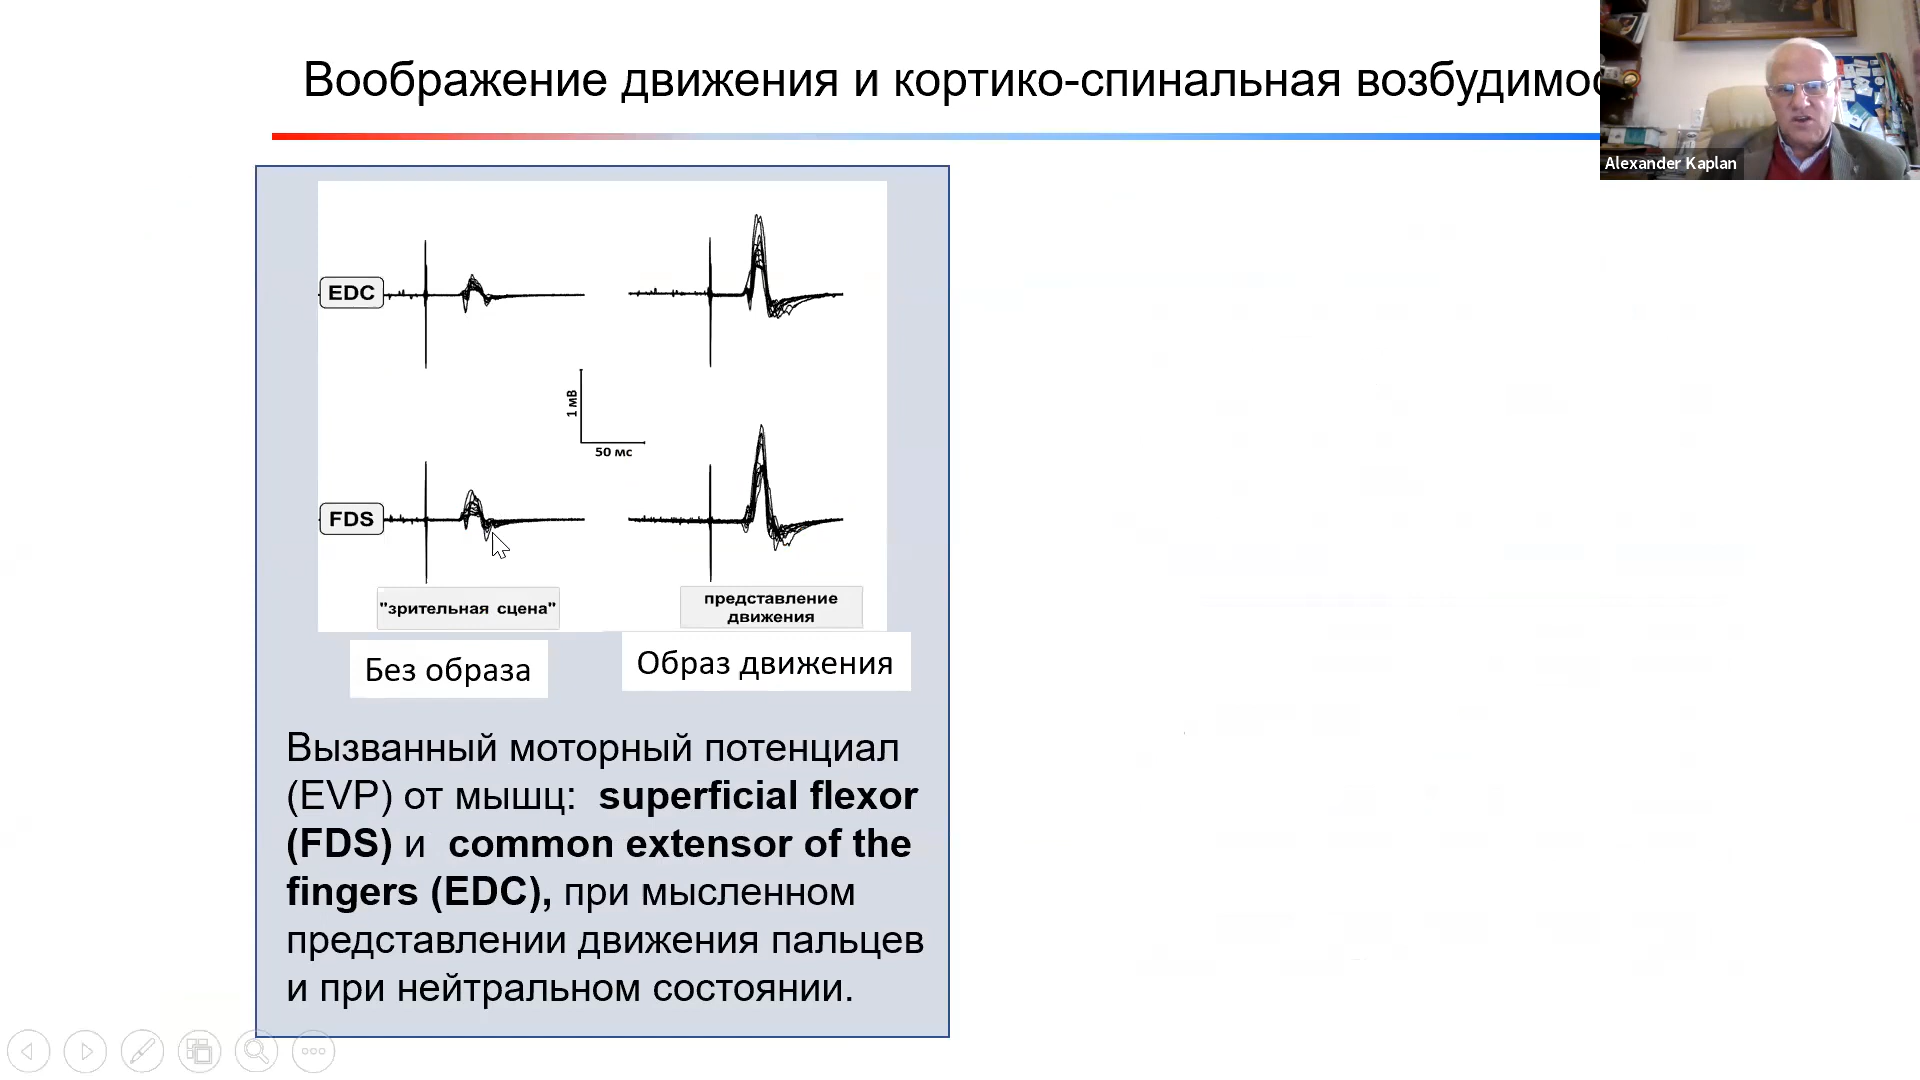 Воображение движения и кортико-спинальная возбудимос
Alexander Kaplan
EDC
1 мВ
50 мс
FDS
"зрительная сцена"
представление
движения
Без образа
Образ движения
Вызванный моторный потенциал
(EVP) от мышц: superficial flexor
(FDS) и common extensor of the
fingers (EDC), при мысленном
представлении движения пальцев
и при нейтральном состоянии.